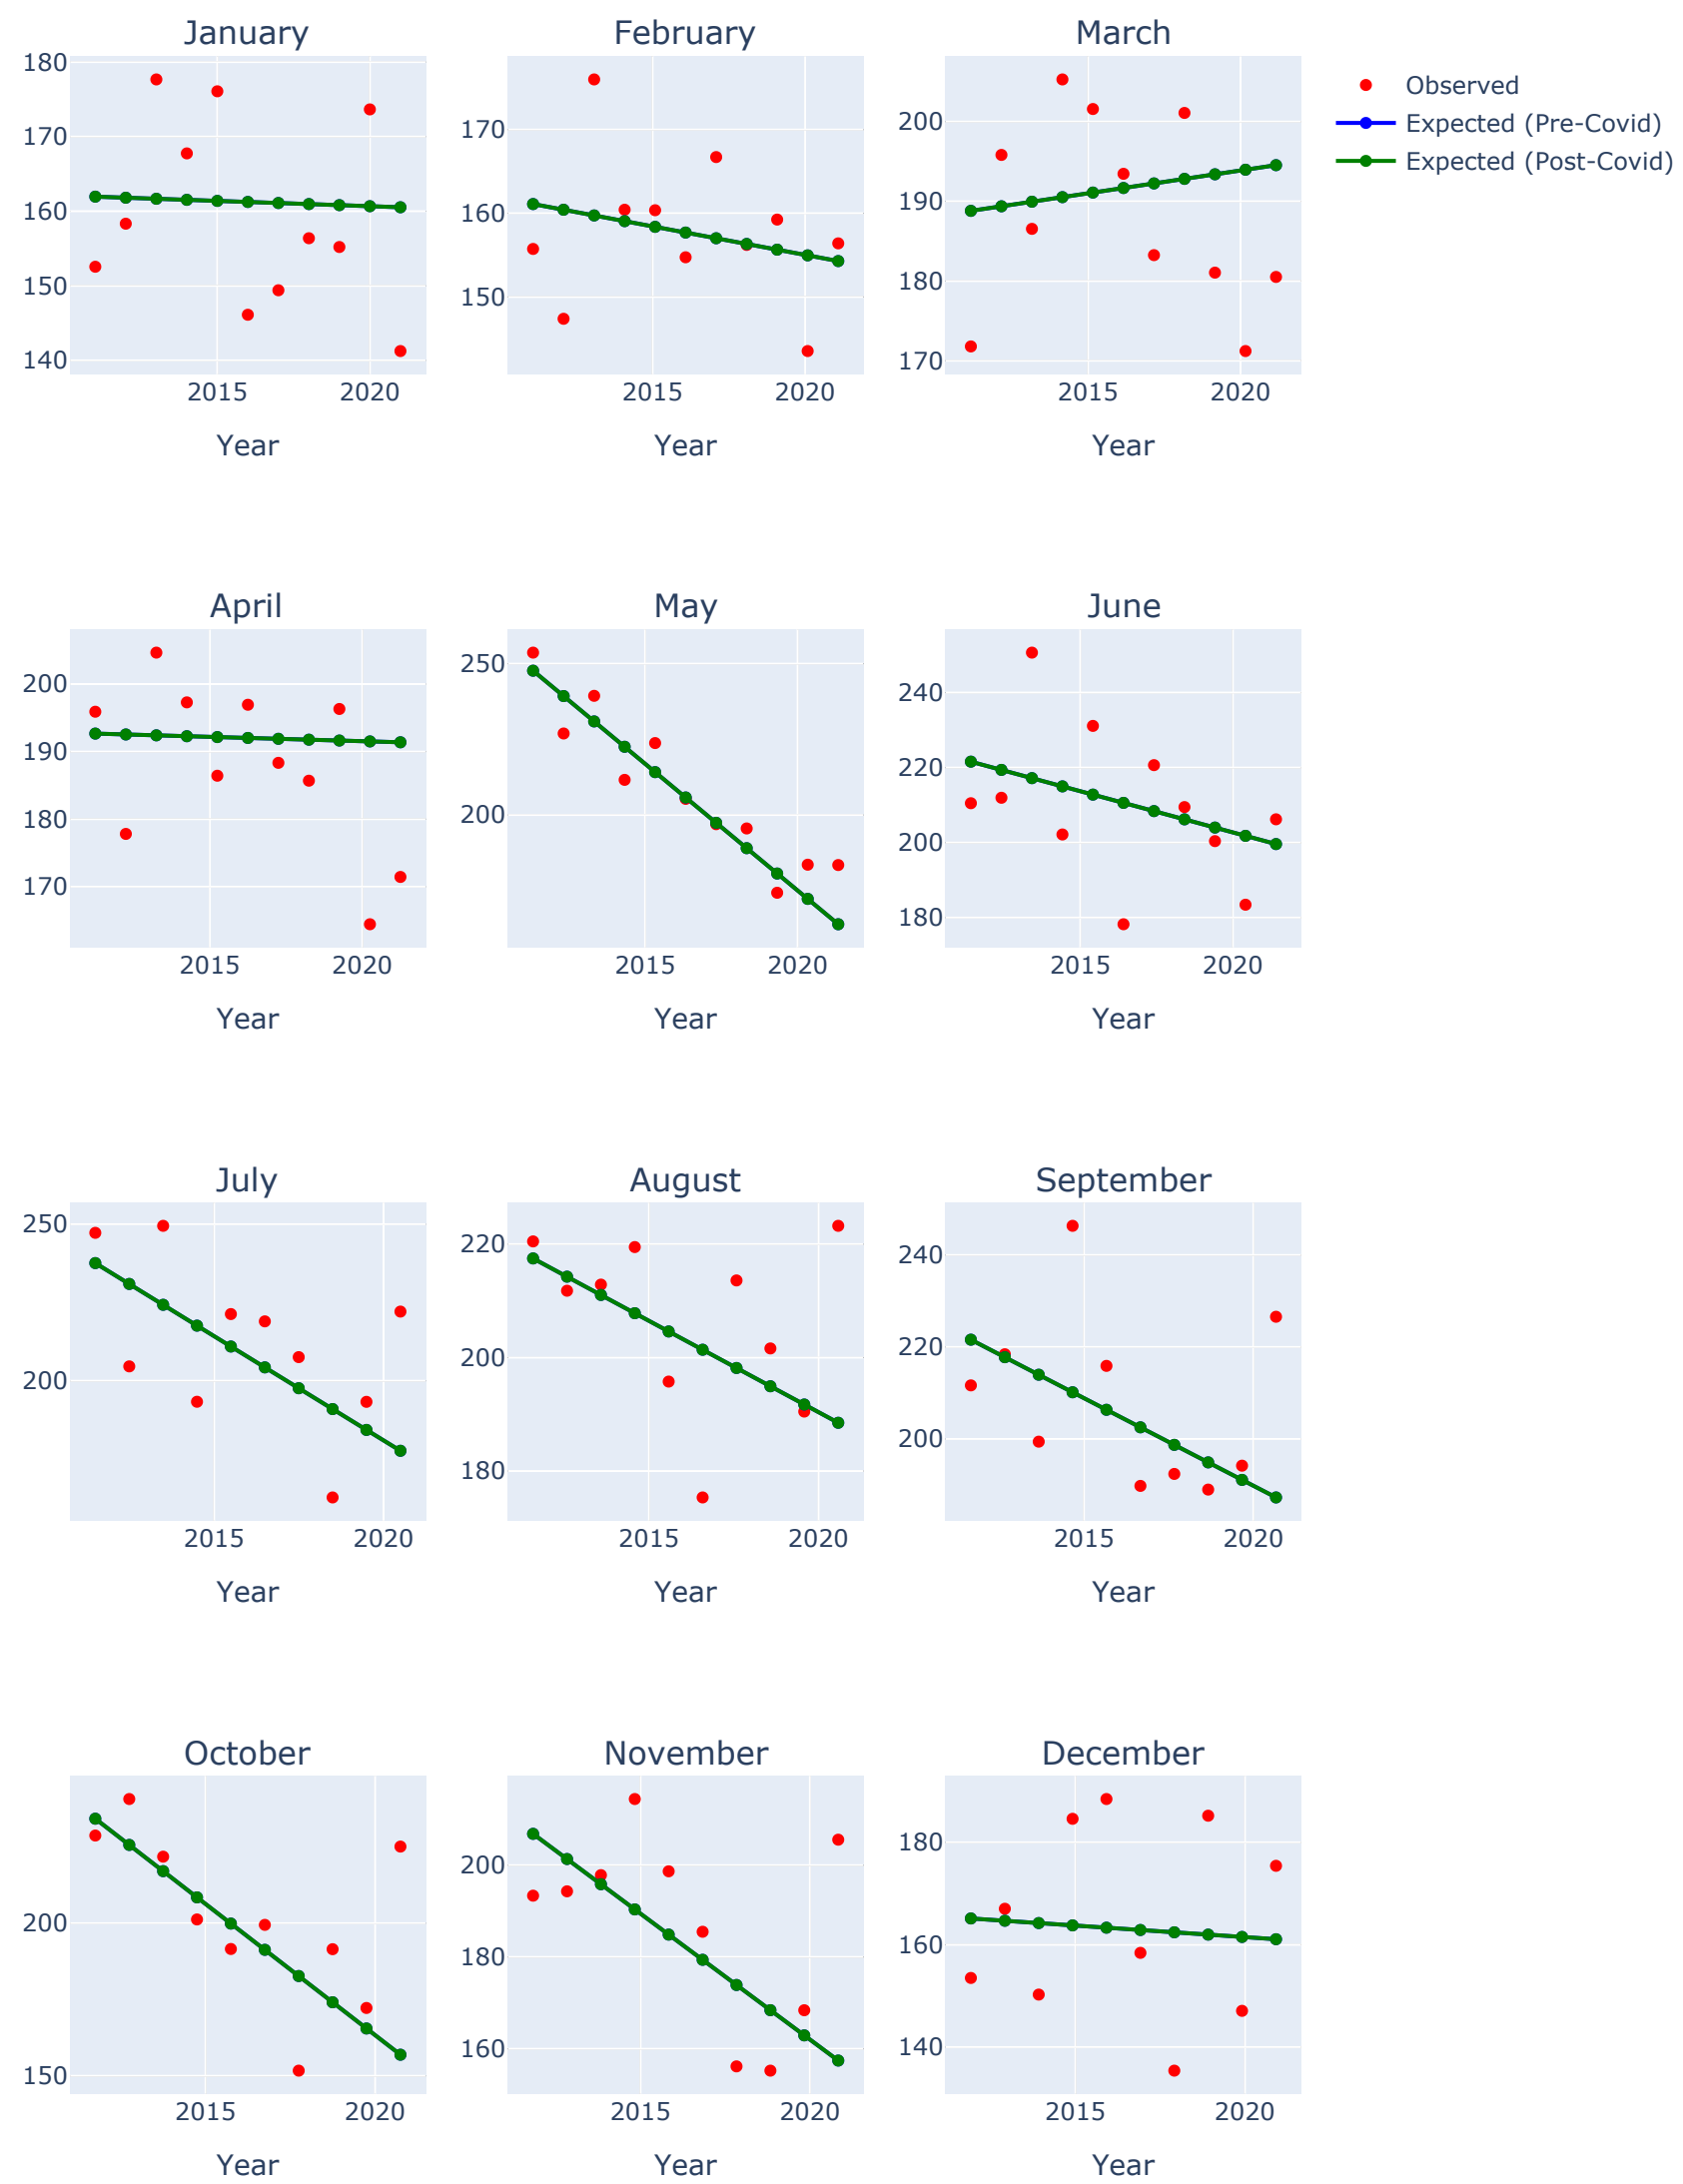 January
February
March
180
170
160
150
140
2015
2020
Year
170
160
150
2015
2020
Year
200
190
180
170
2015
2020
Year
Observed
Expected (Pre-Covid)
Expected (Post-Covid)
April
May
June
200
190
180
170
2015
2020
Year
250
200
2015
2020
Year
240
220
200
180
2015
2020
Year
July
August
September
250
200
2015
2020
Year
220
200
180
2015
2020
Year
240
220
200
2015
2020
Year
October
November
December
200
150
2015
2020
Year
200
180
160
2015
2020
Year
180
160
140
2015
2020
Year